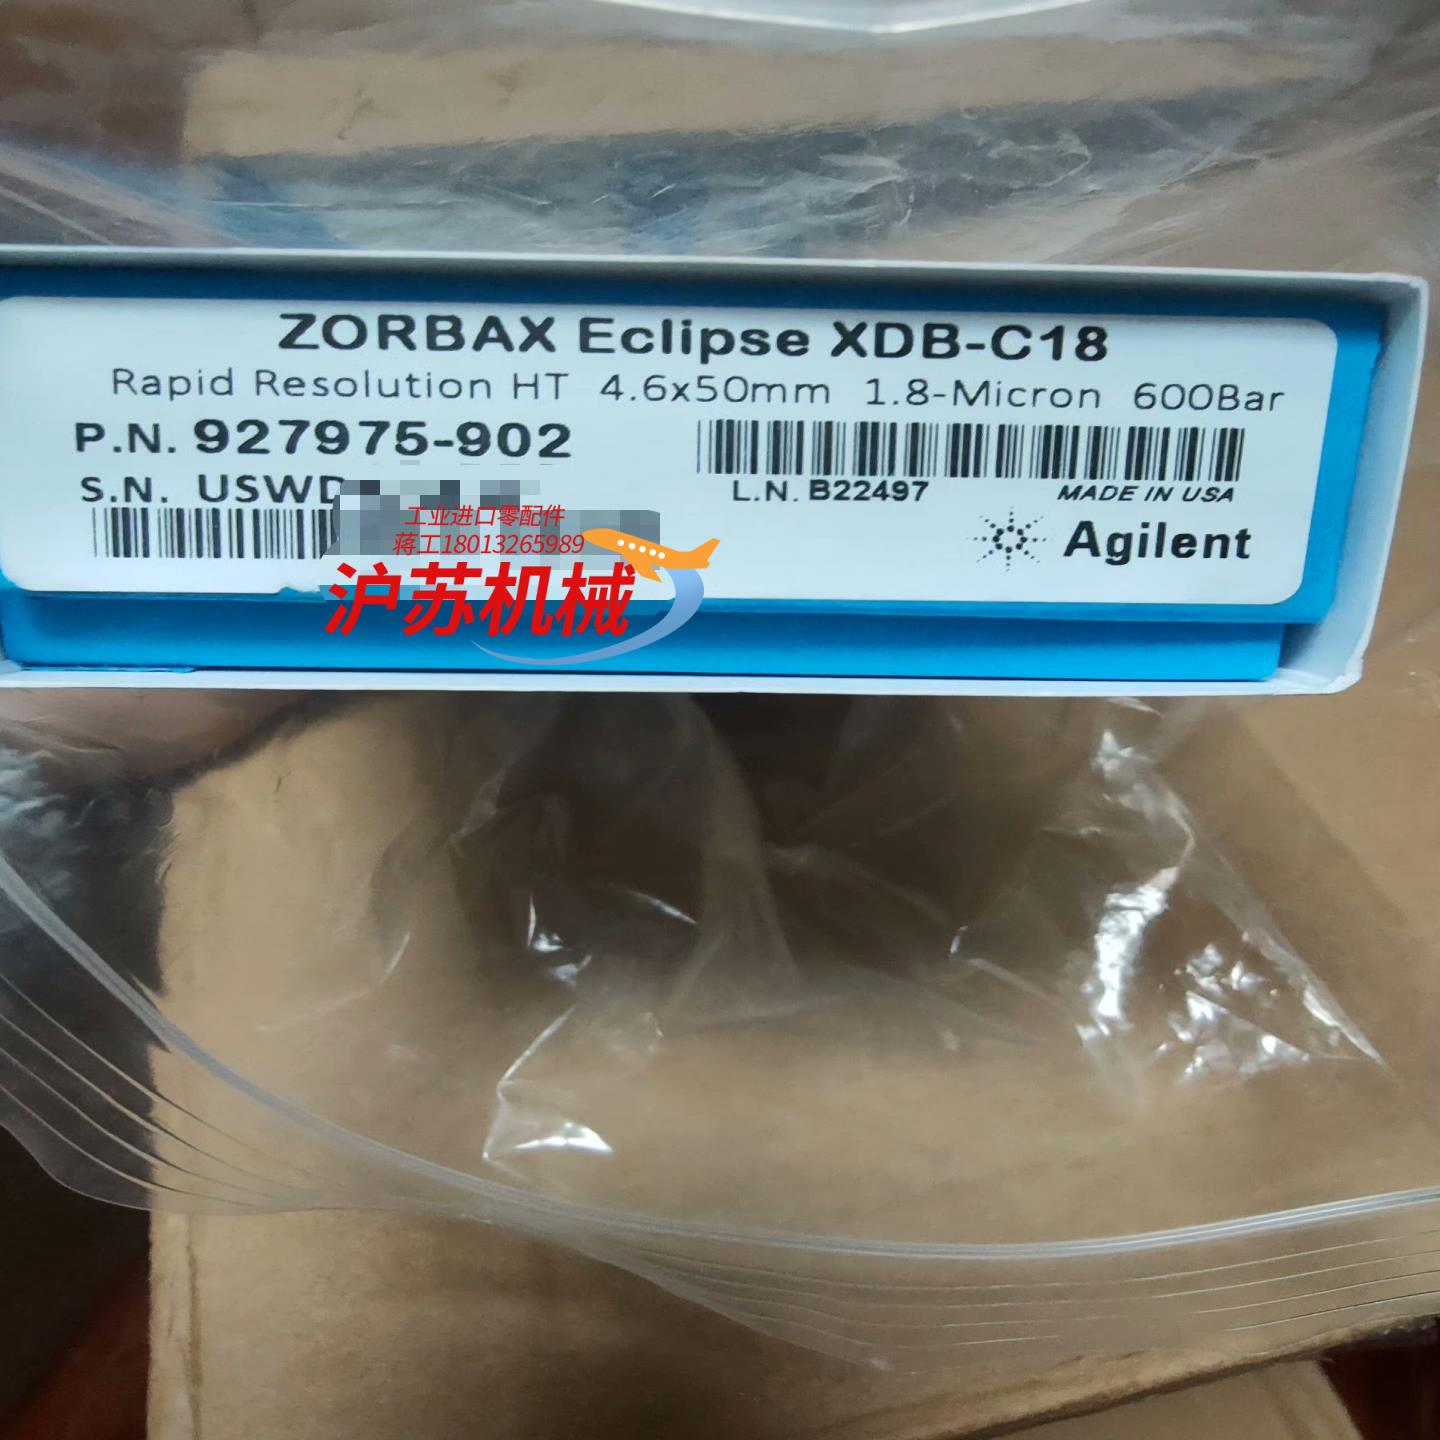 ZORBAX Eclipse XDB-C18
Rapid Resolution HT 4.6x50mm 1.8-Micron 600Bar
P.N. 927975-902
S.N. USWD
L.N. B22497
MADE IN USA
Agilent
工业进口零配件
蒋工18013265989
沪苏机械